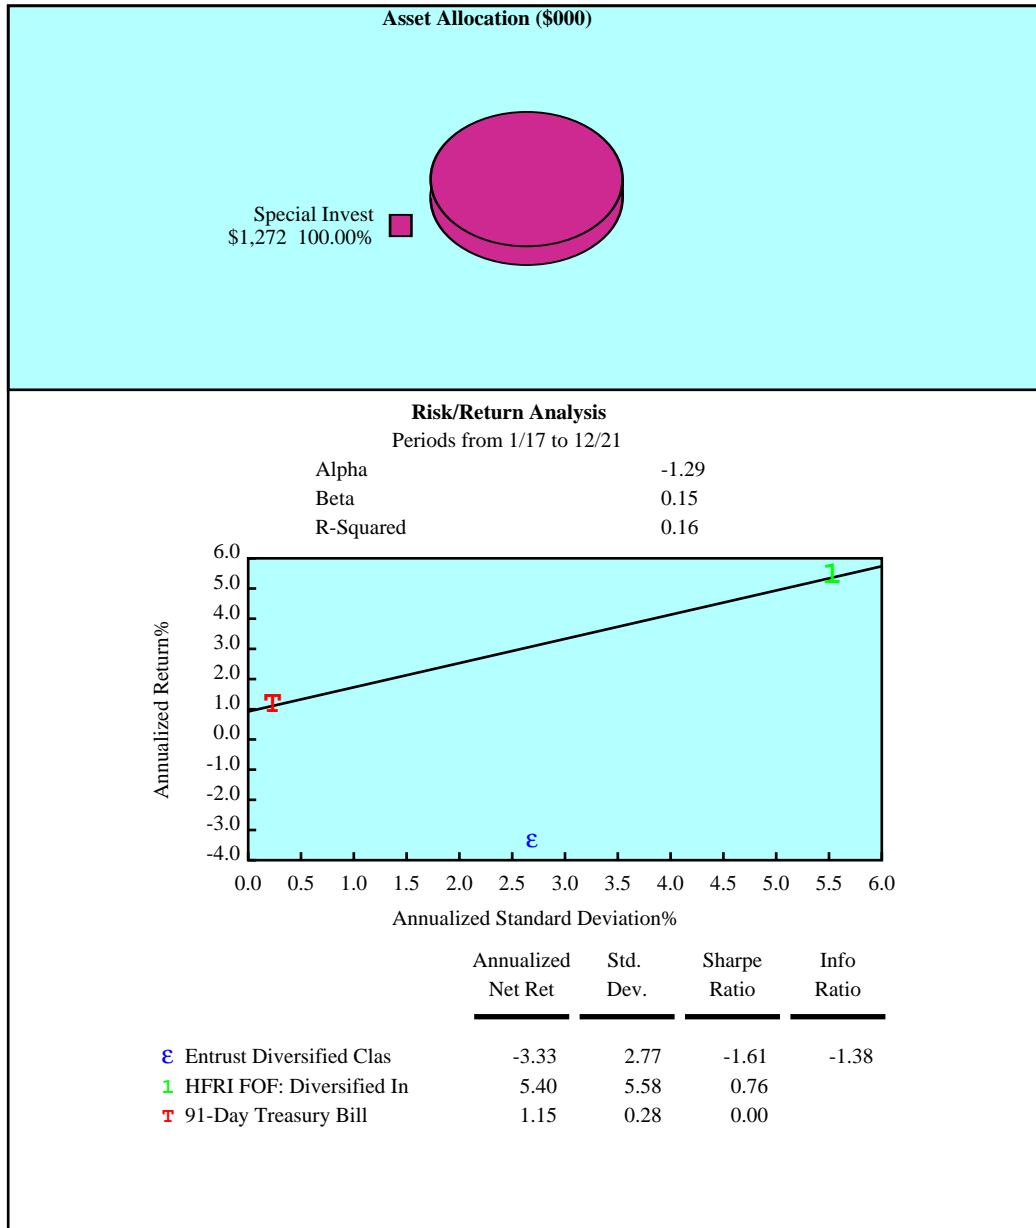 Asset Allocation ($000)
Special Invest
$1,272 100.00%
Risk/Return Analysis
Periods from 1/17 to 12/21
Alpha -1.29
Beta 0.15
R-Squared 0.16
6.0
5.0
4.0
3.0
2.0
1.0
0.0
-1.0
-2.0
-3.0
-4.0
Annualized Return%
1
T
ε
0.0 0.5 1.0 1.5 2.0 2.5 3.0 3.5 4.0 4.5 5.0 5.5 6.0
Annualized Standard Deviation%
Annualized Std. Sharpe Info
Net Ret Dev. Ratio Ratio
ε Entrust Diversified Clas -3.33 2.77 -1.61 -1.38
1 HFRI FOF: Diversified In 5.40 5.58 0.76
T 91-Day Treasury Bill 1.15 0.28 0.00